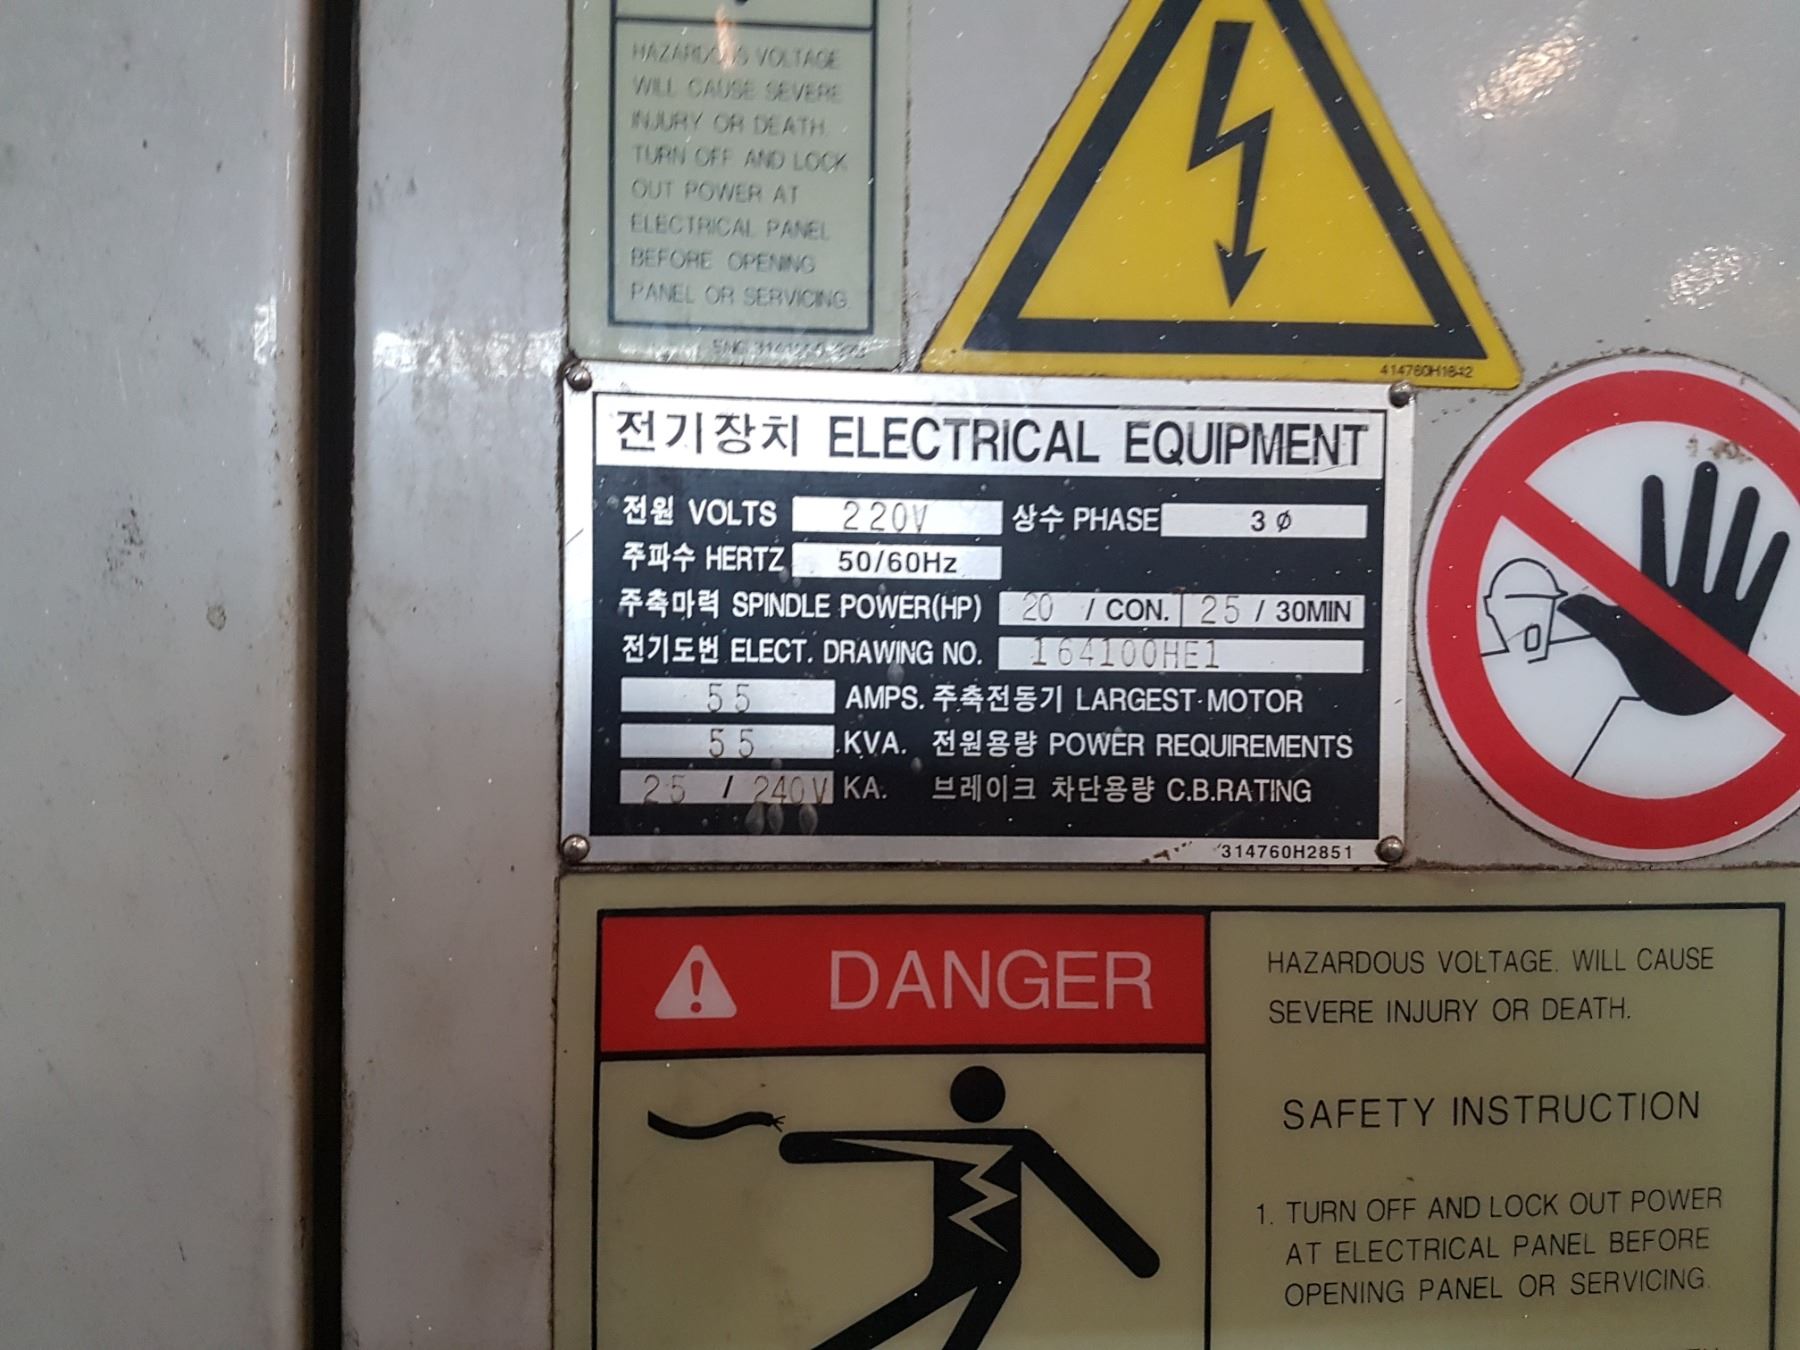 HAZARDOUS VOLTAGE
WILL CAUSE SEVERE
INJURY OR DEATH.
TURN OFF AND LOCK
OUT POWER AT
ELECTRICAL PANEL
BEFORE OPENING
PANEL OR SERVICING.
414760H1642
전기장치 ELECTRICAL EQUIPMENT
전원 VOLTS 220V 상수 PHASE 3 Ø
주파수 HERTZ 50/60Hz
주축마력 SPINDLE POWER(HP) 20 / CON. 25 / 30MIN
전기도번 ELECT. DRAWING NO. 164100HE1
55 AMPS. 주축전동기 LARGEST MOTOR
55 KVA. 전원용량 POWER REQUIREMENTS
25 / 240V KA. 브레이크 차단용량 C.B.RATING
314760H2851
DANGER
HAZARDOUS VOLTAGE. WILL CAUSE
SEVERE INJURY OR DEATH.
SAFETY INSTRUCTION
1. TURN OFF AND LOCK OUT POWER
AT ELECTRICAL PANEL BEFORE
OPENING PANEL OR SERVICING.